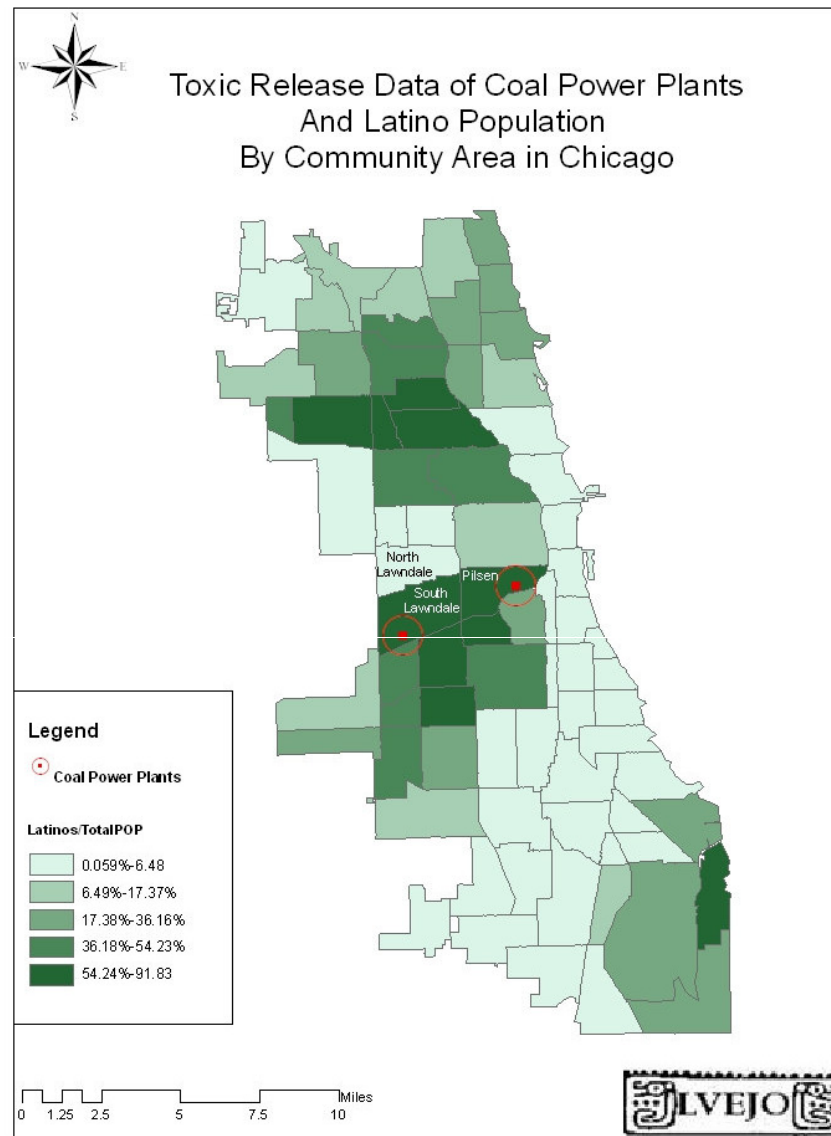 N
W E
S
Toxic Release Data of Coal Power Plants
And Latino Population
By Community Area in Chicago
North
Lawndale
Pilsen
South
Lawndale
Legend
Coal Power Plants
Latinos/TotalPOP
0.059%-6.48
6.49%-17.37%
17.38%-36.16%
36.18%-54.23%
54.24%-91.83
Miles
0 1.25 2.5 5 7.5 10
LVEJO